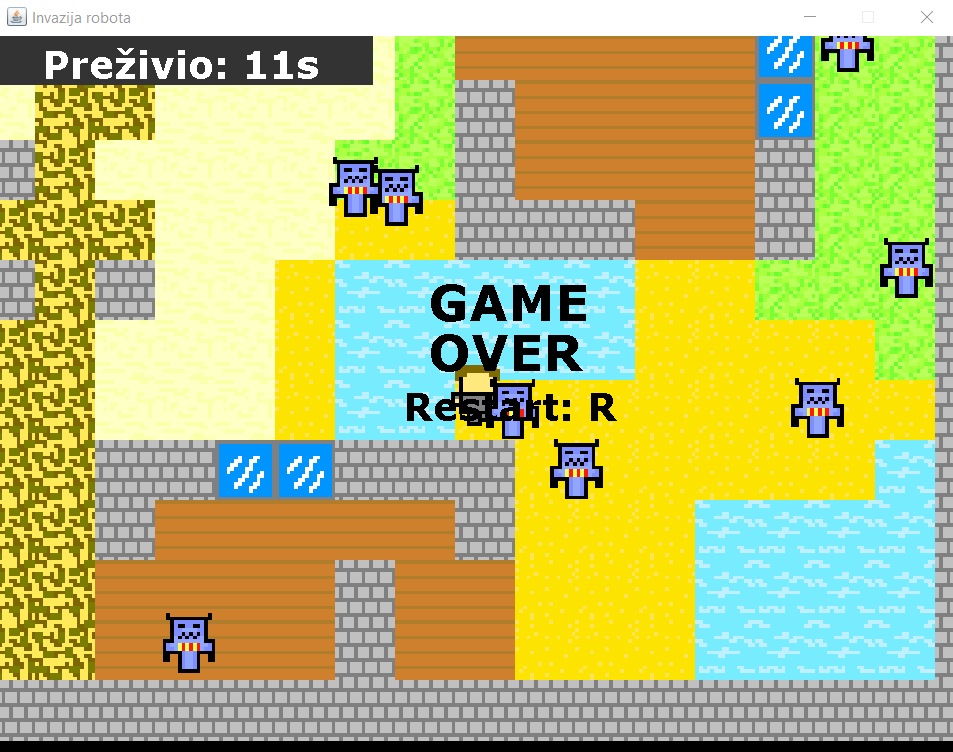 Invazija robota
Preživio: 11s
GAME
OVER
Restart: R